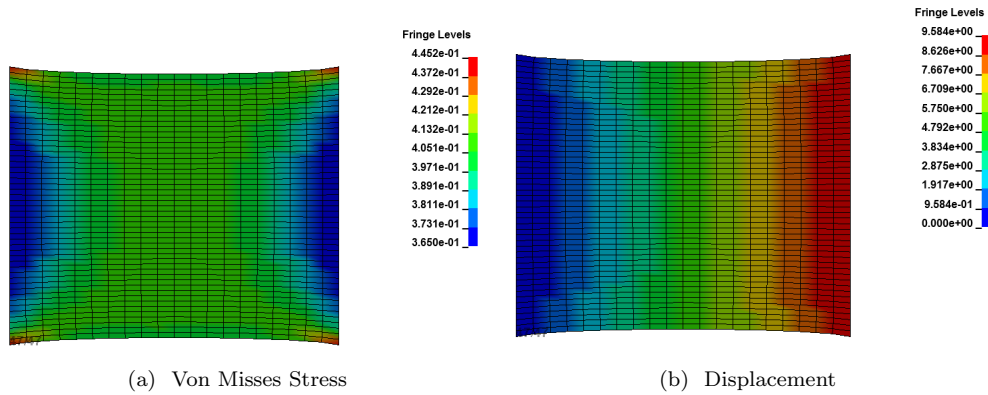 Fringe Levels
4.452e-01
4.372e-01
4.292e-01
4.212e-01
4.132e-01
4.051e-01
3.971e-01
3.891e-01
3.811e-01
3.731e-01
3.650e-01
(a) Von Misses Stress
Fringe Levels
9.584e+00
8.626e+00
7.667e+00
6.709e+00
5.750e+00
4.792e+00
3.834e+00
2.875e+00
1.917e+00
9.584e-01
0.000e+00
(b) Displacement